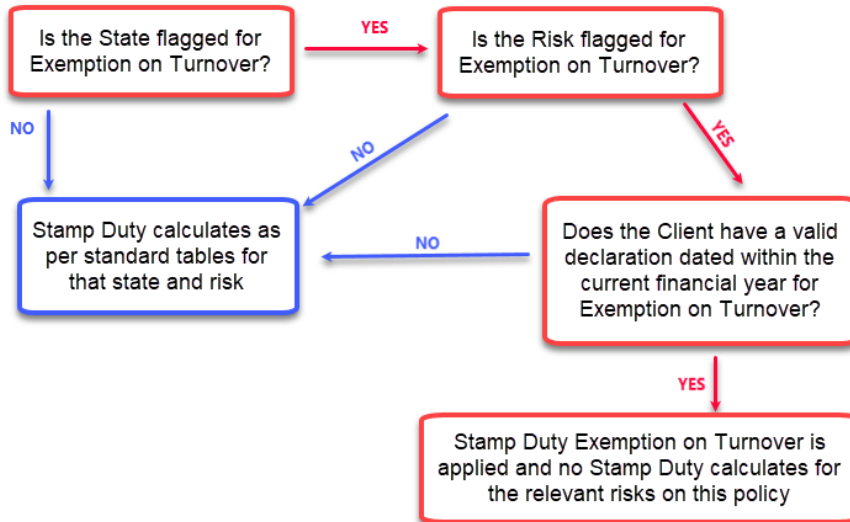 Is the State flagged for
Exemption on Turnover?
YES
Is the Risk flagged for
Exemption on Turnover?
NO
NO
YES
Stamp Duty calculates as
per standard tables for
that state and risk
NO
Does the Client have a valid
declaration dated within the
current financial year for
Exemption on Turnover?
YES
Stamp Duty Exemption on Turnover is
applied and no Stamp Duty calculates for
the relevant risks on this policy